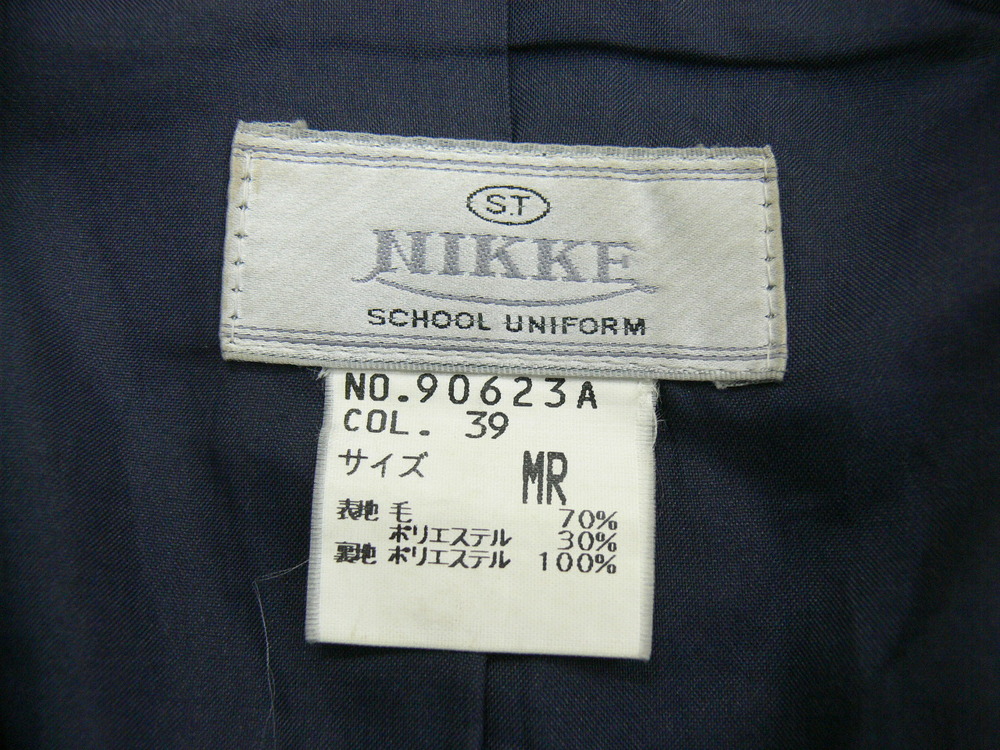 S.T
NIKKE
SCHOOL UNIFORM
NO.90623A
COL. 39
サイズ MR
表地 毛 70%
ポリエステル 30%
裏地 ポリエステル 100%